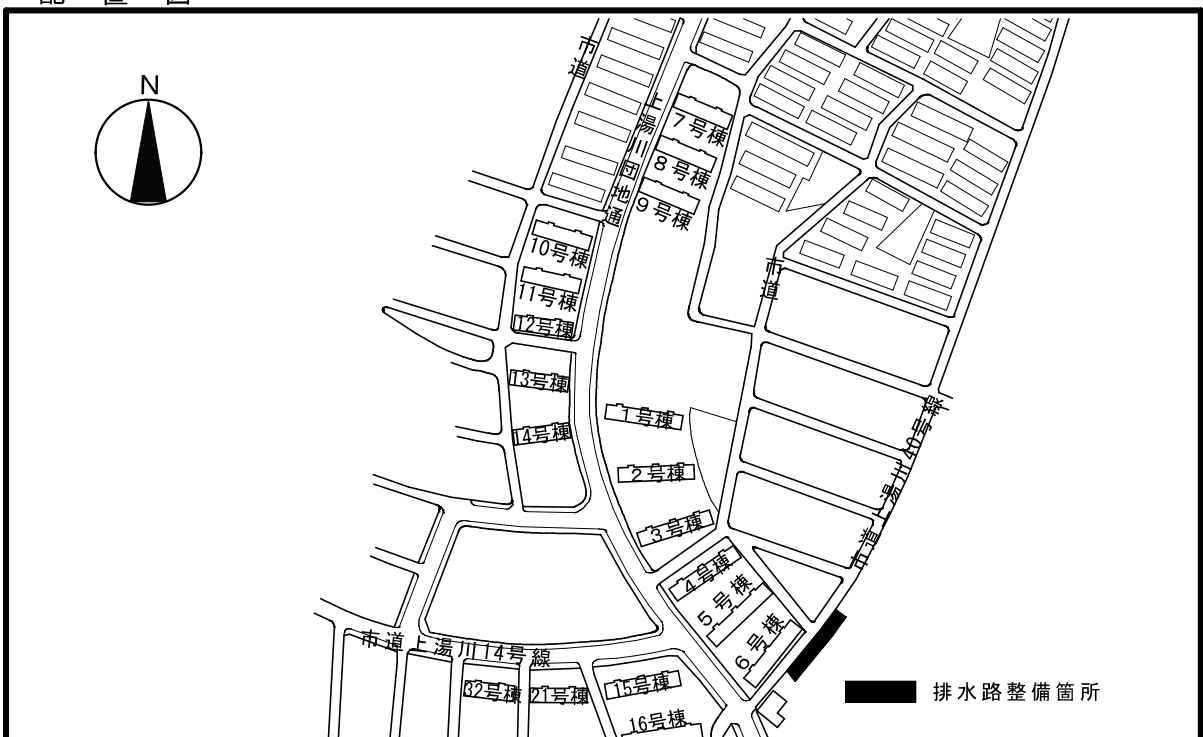 配置図
N
市道
上湯川団地通
7号棟
8号棟
9号棟
10号棟
11号棟
12号棟
市道
13号棟
14号棟
1号棟
2号棟
3号棟
市道上湯川40号線
4号棟
5号棟
6号棟
市道上湯川14号線
32号棟
21号棟
15号棟
16号棟
排水路整備箇所